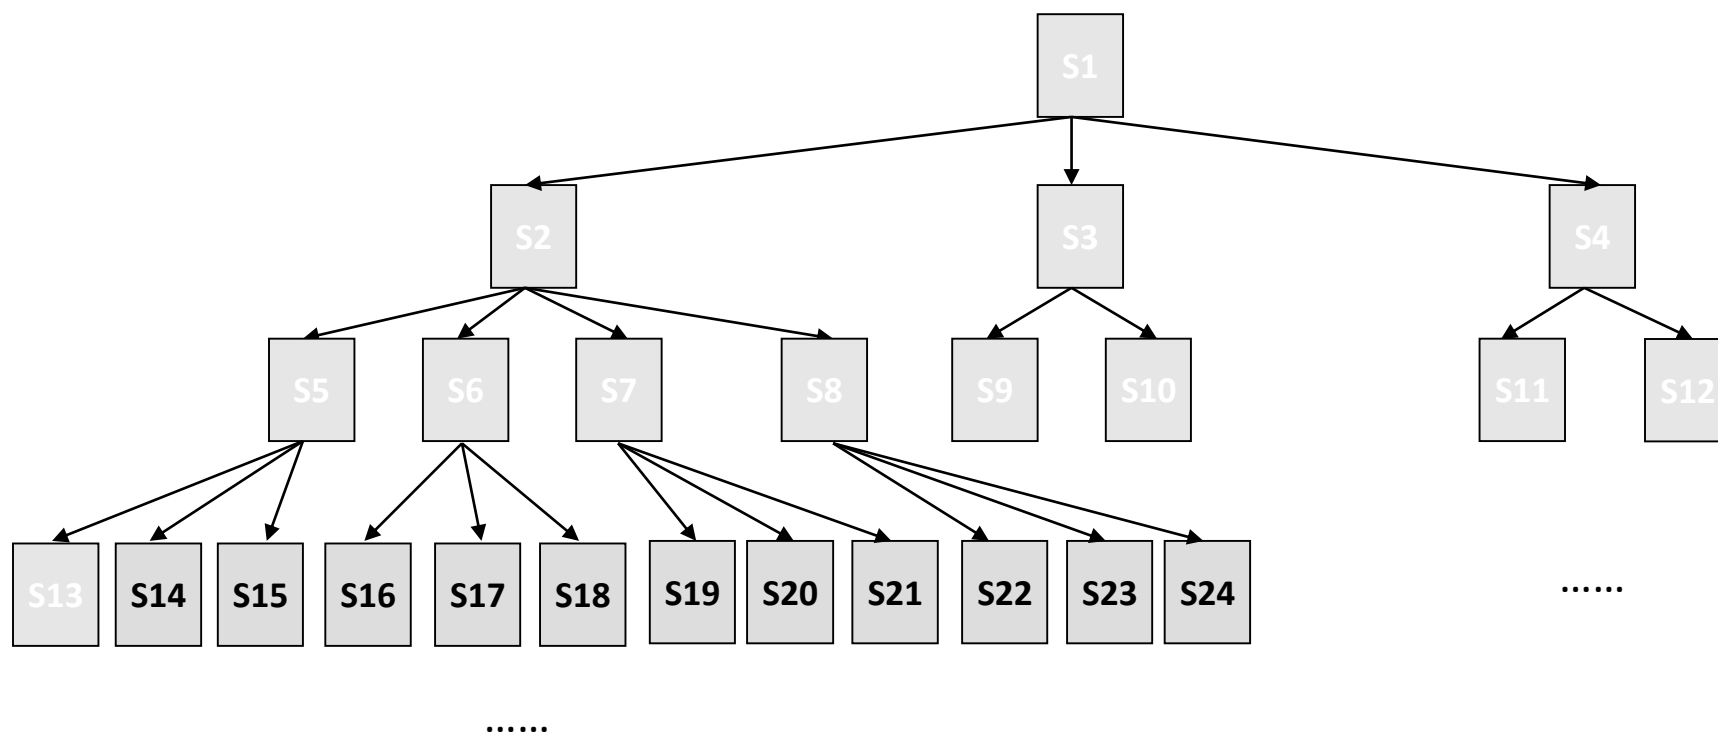 S1
S2 S3 S4
S5 S6 S7 S8 S9 S10 S11 S12
S13 S14 S15 S16 S17 S18 S19 S20 S21 S22 S23 S24
......
......